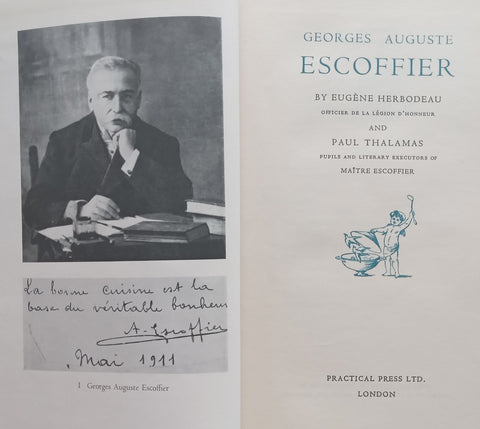 La bonne cuisine est la
base du véritable bonheur
A. Escoffier
Mai 1911
I Georges Auguste Escoffier
GEORGES AUGUSTE
ESCOFFIER
BY EUGÈNE HERBODEAU
OFFICIER DE LA LÉGION D'HONNEUR
AND
PAUL THALAMAS
PUPILS AND LITERARY EXECUTORS OF
MAÎTRE ESCOFFIER
PRACTICAL PRESS LTD.
LONDON